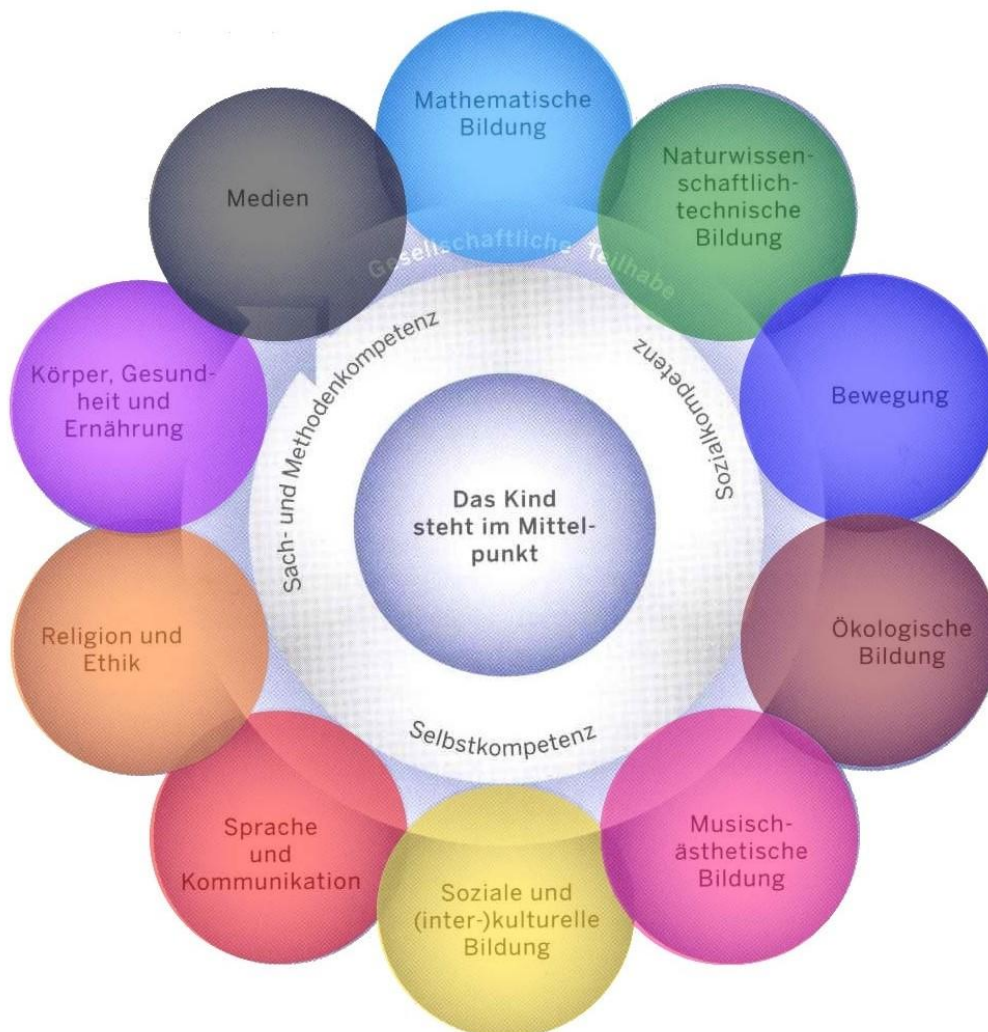 Mathematische
Bildung
Naturwissen-
schaftlich-
technische
Bildung
Medien
Gesellschaftliche Teilhabe
Sach- und Methodenkompetenz
Sozialkompetenz
Körper, Gesund-
heit und
Ernährung
Bewegung
Das Kind
steht im Mittel-
punkt
Religion und
Ethik
Ökologische
Bildung
Selbstkompetenz
Sprache
und
Kommunikation
Musisch-
ästhetische
Bildung
Soziale und
(inter-)kulturelle
Bildung